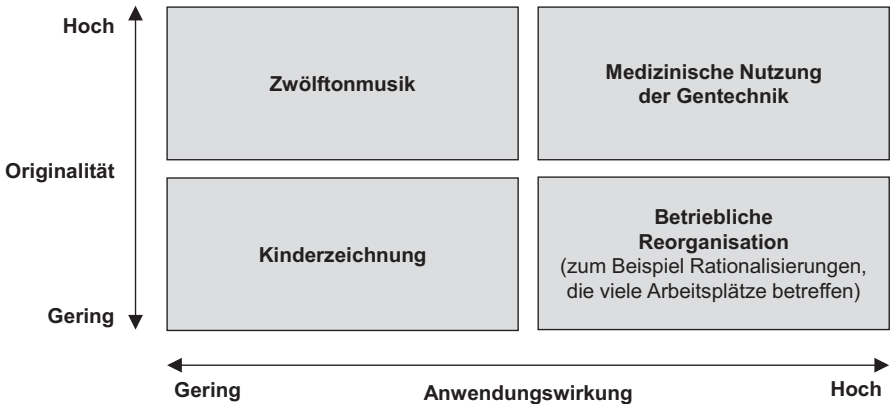 Hoch
Zwölftonmusik
Medizinische Nutzung
der Gentechnik
Originalität
Kinderzeichnung
Betriebliche
Reorganisation
(zum Beispiel Rationalisierungen,
die viele Arbeitsplätze betreffen)
Gering
Gering
Anwendungswirkung
Hoch